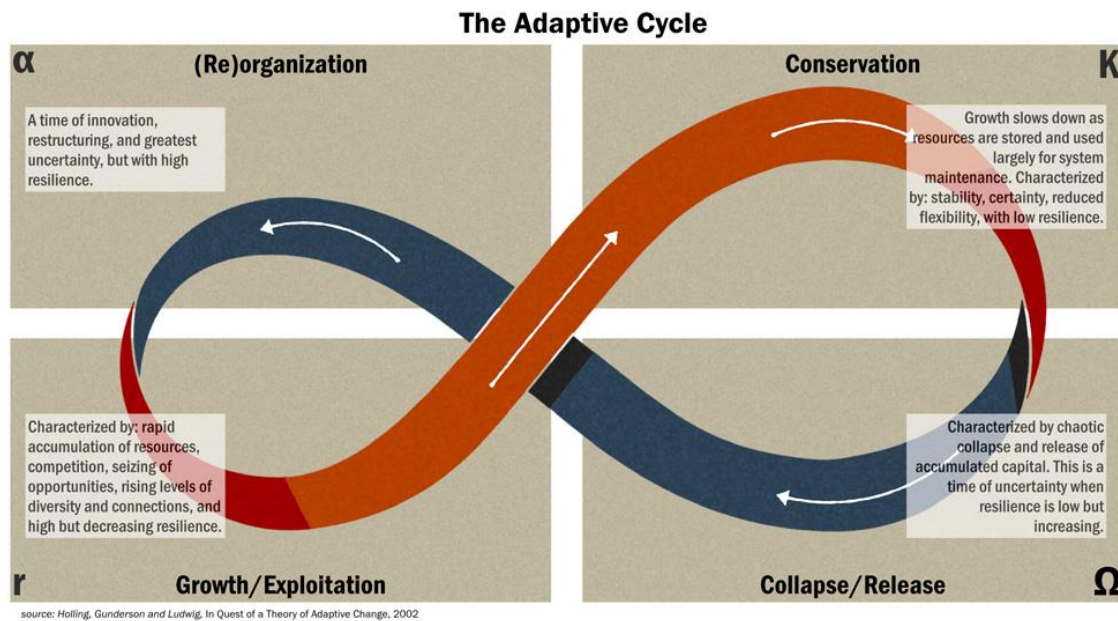 The Adaptive Cycle
α
(Re)organization
A time of innovation,
restructuring, and greatest
uncertainty, but with high
resilience.
Conservation
K
Growth slows down as
resources are stored and used
largely for system
maintenance. Characterized
by: stability, certainty, reduced
flexibility, with low resilience.
Characterized by: rapid
accumulation of resources,
competition, seizing of
opportunities, rising levels of
diversity and connections, and
high but decreasing resilience.
r
Growth/Exploitation
Characterized by chaotic
collapse and release of
accumulated capital. This is a
time of uncertainty when
resilience is low but
increasing.
Collapse/Release
Ω
source: Holling, Gunderson and Ludwig, In Quest of a Theory of Adaptive Change, 2002